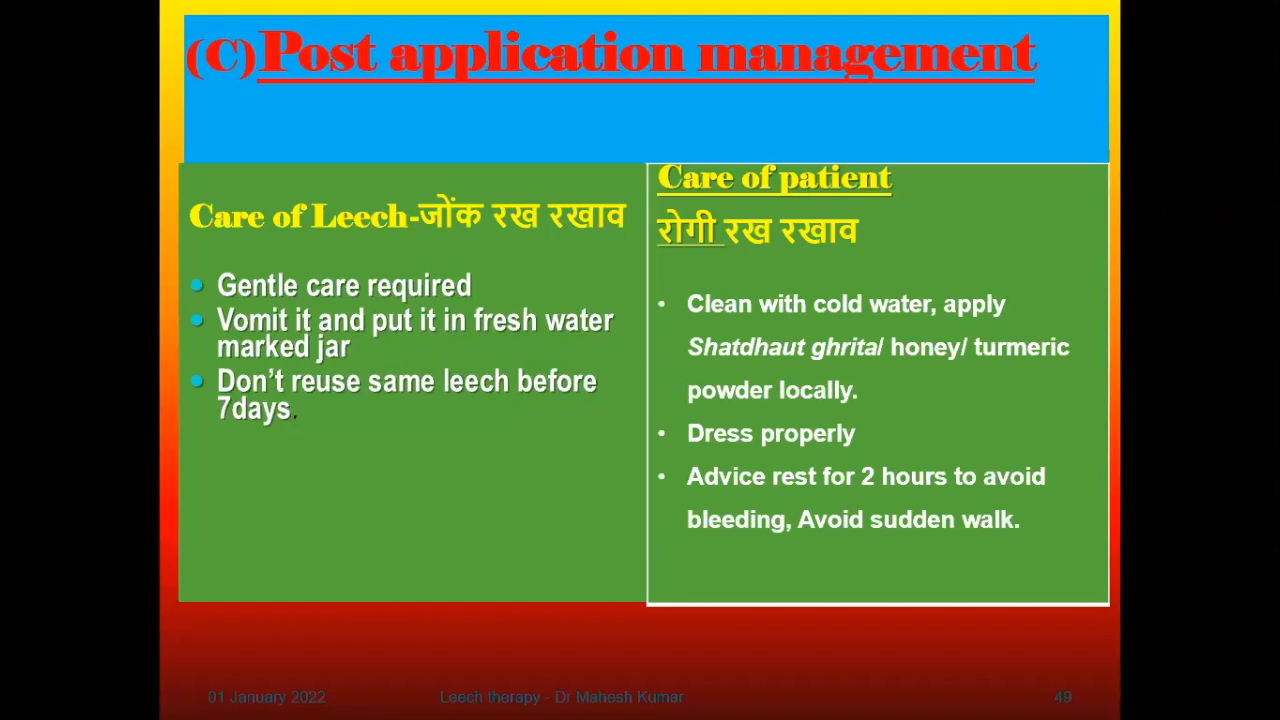 (C)Post application management
Care of Leech-जोंक रख रखाव
• Gentle care required
• Vomit it and put it in fresh water
marked jar
• Don't reuse same leech before
7days.
Care of patient
रोगी रख रखाव
• Clean with cold water, apply
Shatdhaut ghrita/ honey/ turmeric
powder locally.
• Dress properly
• Advice rest for 2 hours to avoid
bleeding, Avoid sudden walk.
01 January 2022
Leech therapy - Dr Mahesh Kumar
49